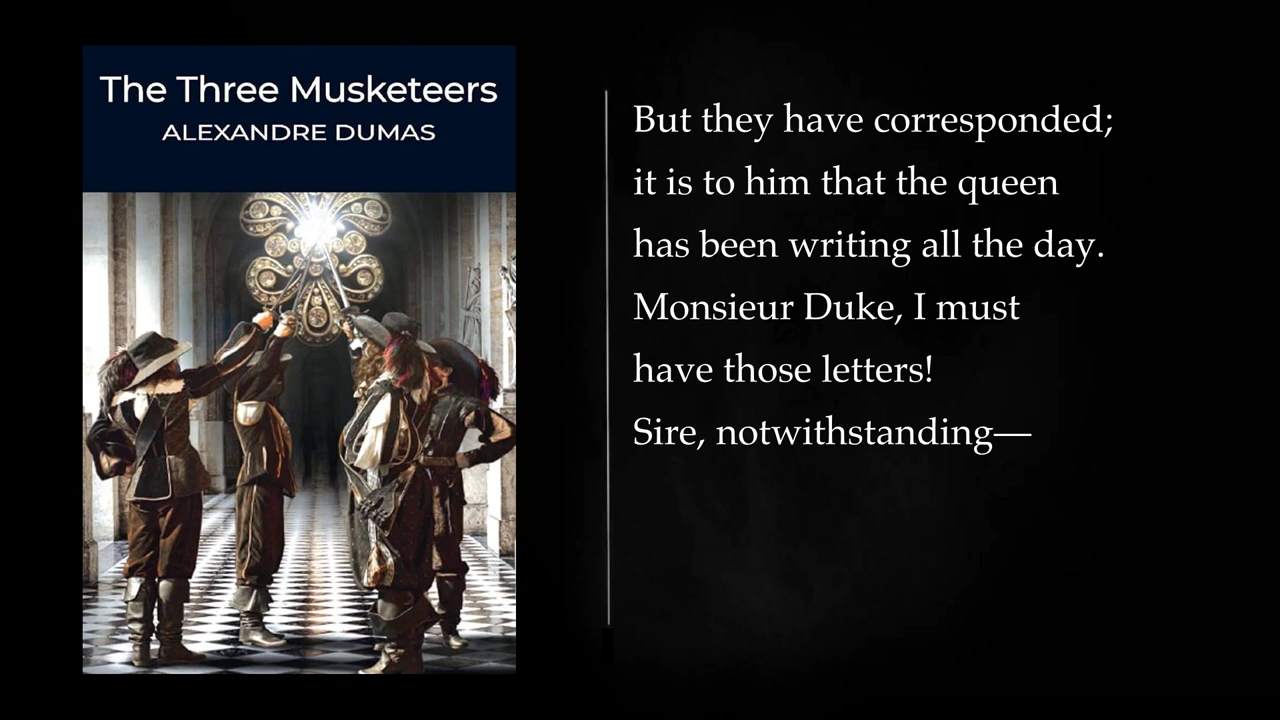 The Three Musketeers
ALEXANDRE DUMAS
But they have corresponded;
it is to him that the queen
has been writing all the day.
Monsieur Duke, I must
have those letters!
Sire, notwithstanding—